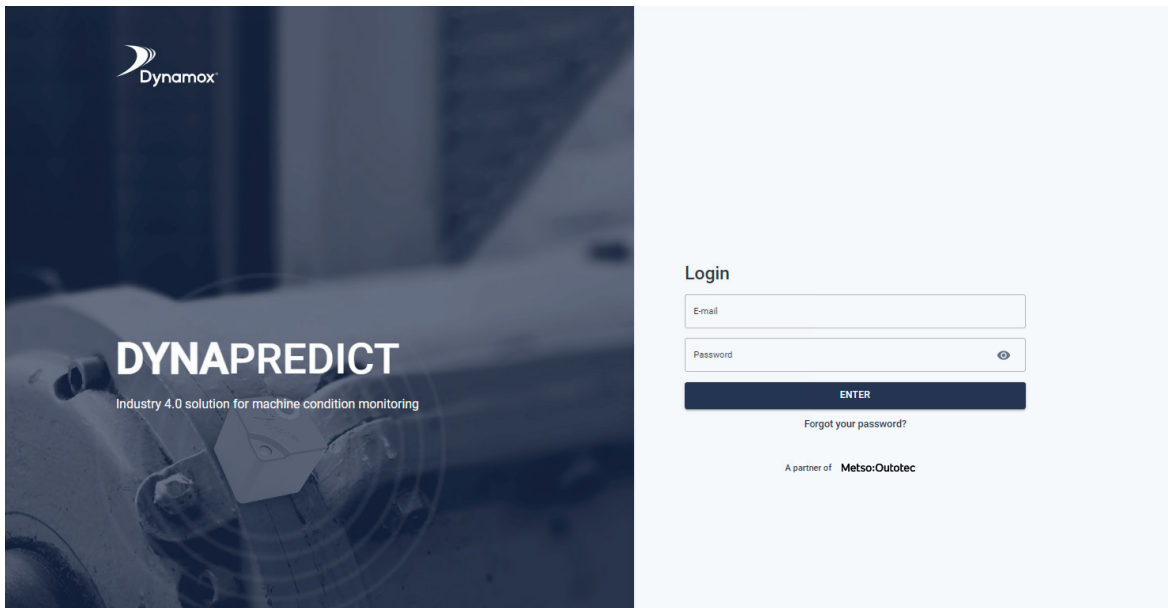 Dynamox
DYNAPREDICT
Industry 4.0 solution for machine condition monitoring
Login
E-mail
Password
ENTER
Forgot your password?
A partner of Metso:Outotec